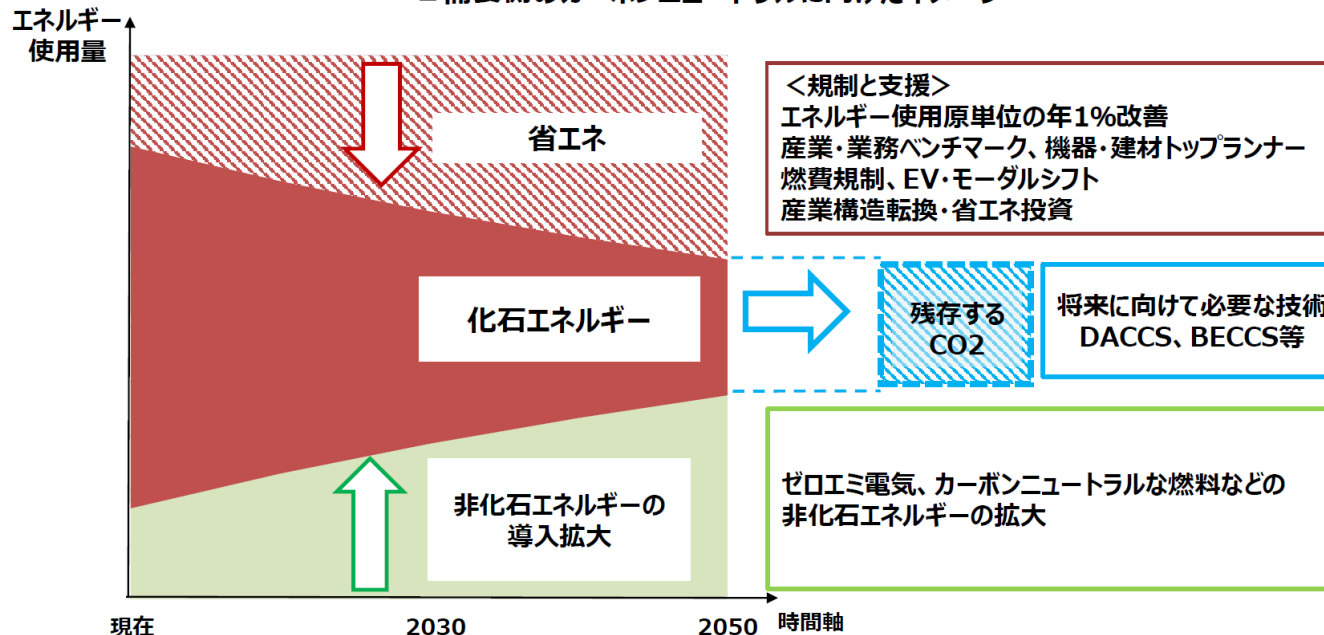 エネルギー
使用量
省エネ
化石エネルギー
非化石エネルギーの
導入拡大
現在
2030
2050
時間軸
＜規制と支援＞
エネルギー使用原単位の年1%改善
産業・業務ベンチマーク、機器・建材トップランナー
燃費規制、EV・モーダルシフト
産業構造転換・省エネ投資
残存する
CO2
将来に向けて必要な技術
DACCS、BECCS等
ゼロエミ電気、カーボンニュートラルな燃料などの
非化石エネルギーの拡大